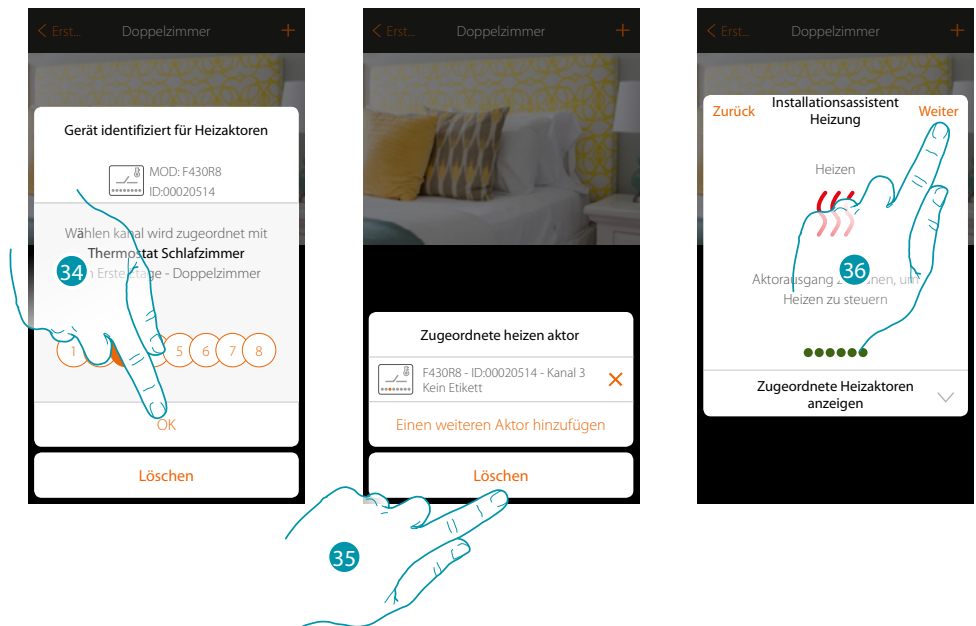 Erst...
Doppelzimmer
+
Gerät identifiziert für Heizaktoren
MOD: F430R8
ID:00020514
Wählen kanal wird zugeordnet mit
Thermostat Schlafzimmer
Erste Etage - Doppelzimmer
34
1
5
6
7
8
OK
Löschen
Erst...
Doppelzimmer
+
Zugeordnete heizen aktor
F430R8 - ID:00020514 - Kanal 3
Kein Etikett
Einen weiteren Aktor hinzufügen
Löschen
35
Erst...
Doppelzimmer
+
Zurück
Installationsassistent
Heizung
Weiter
Heizen
36
Aktorausgang
Heizen zu steuern
Zugeordnete Heizaktoren
anzeigen